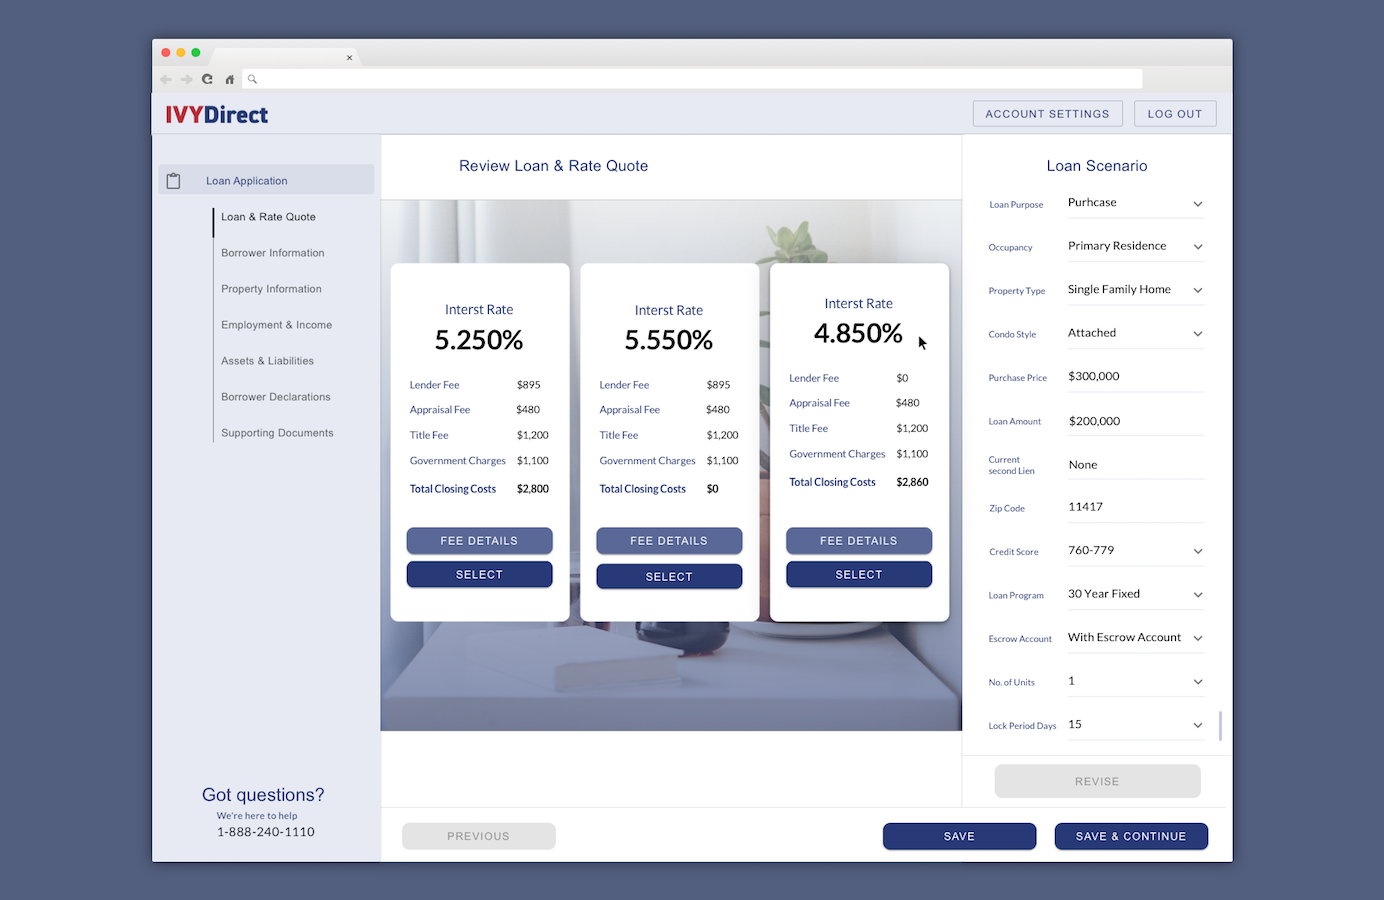 IVYDirect
ACCOUNT SETTINGS
LOG OUT
Loan Application
Loan & Rate Quote
Borrower Information
Property Information
Employment & Income
Assets & Liabilities
Borrower Declarations
Supporting Documents
Got questions?
We're here to help
1-888-240-1110
Review Loan & Rate Quote
Interst Rate
5.250%
Lender Fee $895
Appraisal Fee $480
Title Fee $1,200
Government Charges $1,100
Total Closing Costs $2,800
FEE DETAILS
SELECT
Interst Rate
5.550%
Lender Fee $895
Appraisal Fee $480
Title Fee $1,200
Government Charges $1,100
Total Closing Costs $0
FEE DETAILS
SELECT
Interst Rate
4.850%
Lender Fee $0
Appraisal Fee $480
Title Fee $1,200
Government Charges $1,100
Total Closing Costs $2,860
FEE DETAILS
SELECT
Loan Scenario
Loan Purpose Purhcase
Occupancy Primary Residence
Property Type Single Family Home
Condo Style Attached
Purchase Price $300,000
Loan Amount $200,000
Current
second Lien None
Zip Code 11417
Credit Score 760-779
Loan Program 30 Year Fixed
Escrow Account With Escrow Account
No. of Units 1
Lock Period Days 15
REVISE
PREVIOUS
SAVE
SAVE & CONTINUE